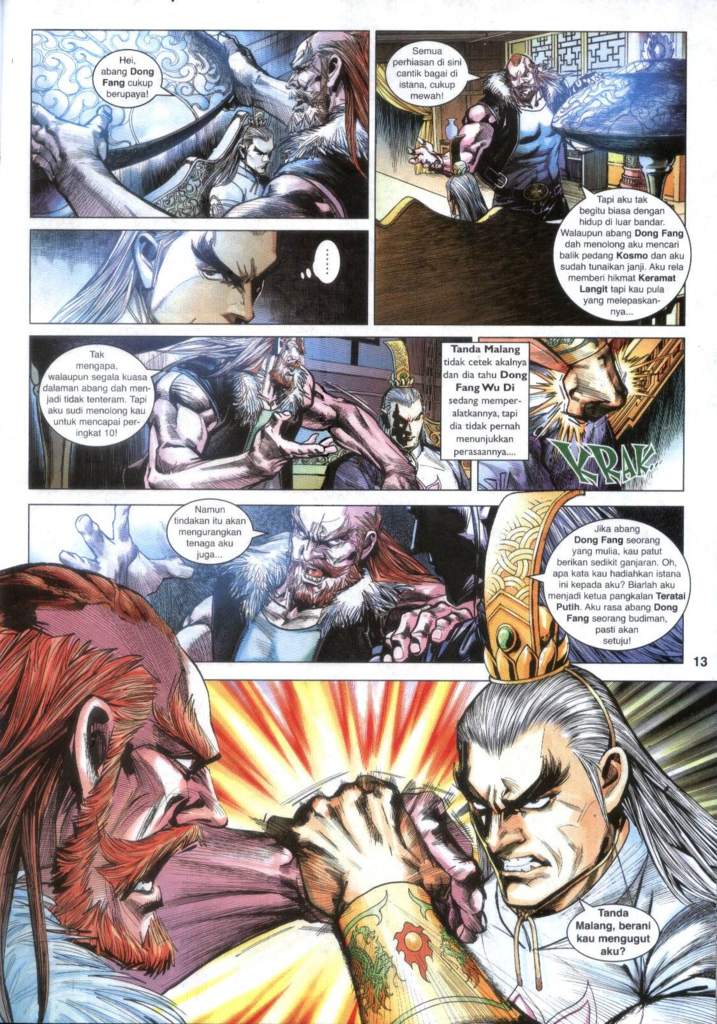 Hei,
abang Dong
Fang cukup
berupaya!
Semua
perhiasan di sini
cantik bagai di
istana, cukup
mewah!
Tapi aku tak
begitu biasa dengan
hidup di luar bandar.
Walaupun abang Dong Fang
dah menolong aku mencari
balik pedang Kosmo dan aku
sudah tunaikan janji. Aku rela
memberi hikmat Keramat
Langit tapi kau pula
yang melepaskan-
nya...
......
Tak
mengapa,
walaupun segala kuasa
dalaman abang dah men-
jadi tidak tenteram. Tapi
aku sudi menolong kau
untuk mencapai per-
ingkat 10!
Tanda Malang
tidak cetek akalnya
dan dia tahu Dong
Fang Wu Di
sedang memper-
alatkannya, tapi
dia tidak pernah
menunjukkan
perasaannya....
KRAK
Namun
tindakan itu akan
mengurangkan
tenaga aku
juga...
Jika abang
Dong Fang seorang
yang mulia, kau patut
berikan sedikit ganjaran. Oh,
apa kata kau hadiahkan istana
ini kepada aku? Biarlah aku
menjadi ketua pangkalan Teratai
Putih. Aku rasa abang Dong
Fang seorang budiman,
pasti akan
setuju!
13
Tanda
Malang, berani
kau mengugut
aku?